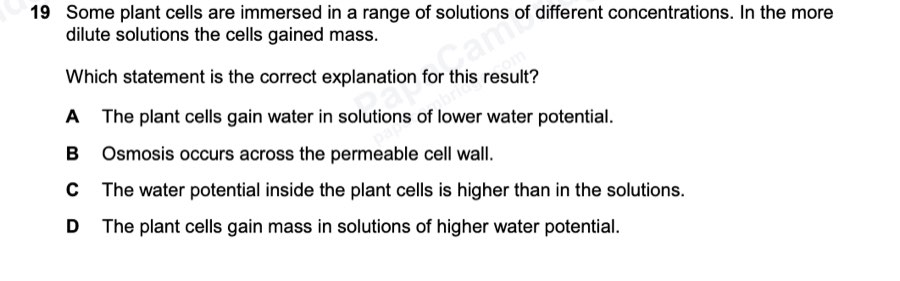 19 Some plant cells are immersed in a range of solutions of different concentrations. In the more
dilute solutions the cells gained mass.
Which statement is the correct explanation for this result?
A The plant cells gain water in solutions of lower water potential.
B Osmosis occurs across the permeable cell wall.
C The water potential inside the plant cells is higher than in the solutions.
D The plant cells gain mass in solutions of higher water potential.